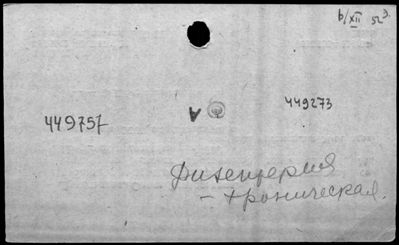 6/XII 52 г.
449273
449757
А
Дизентерия
- хроническая.